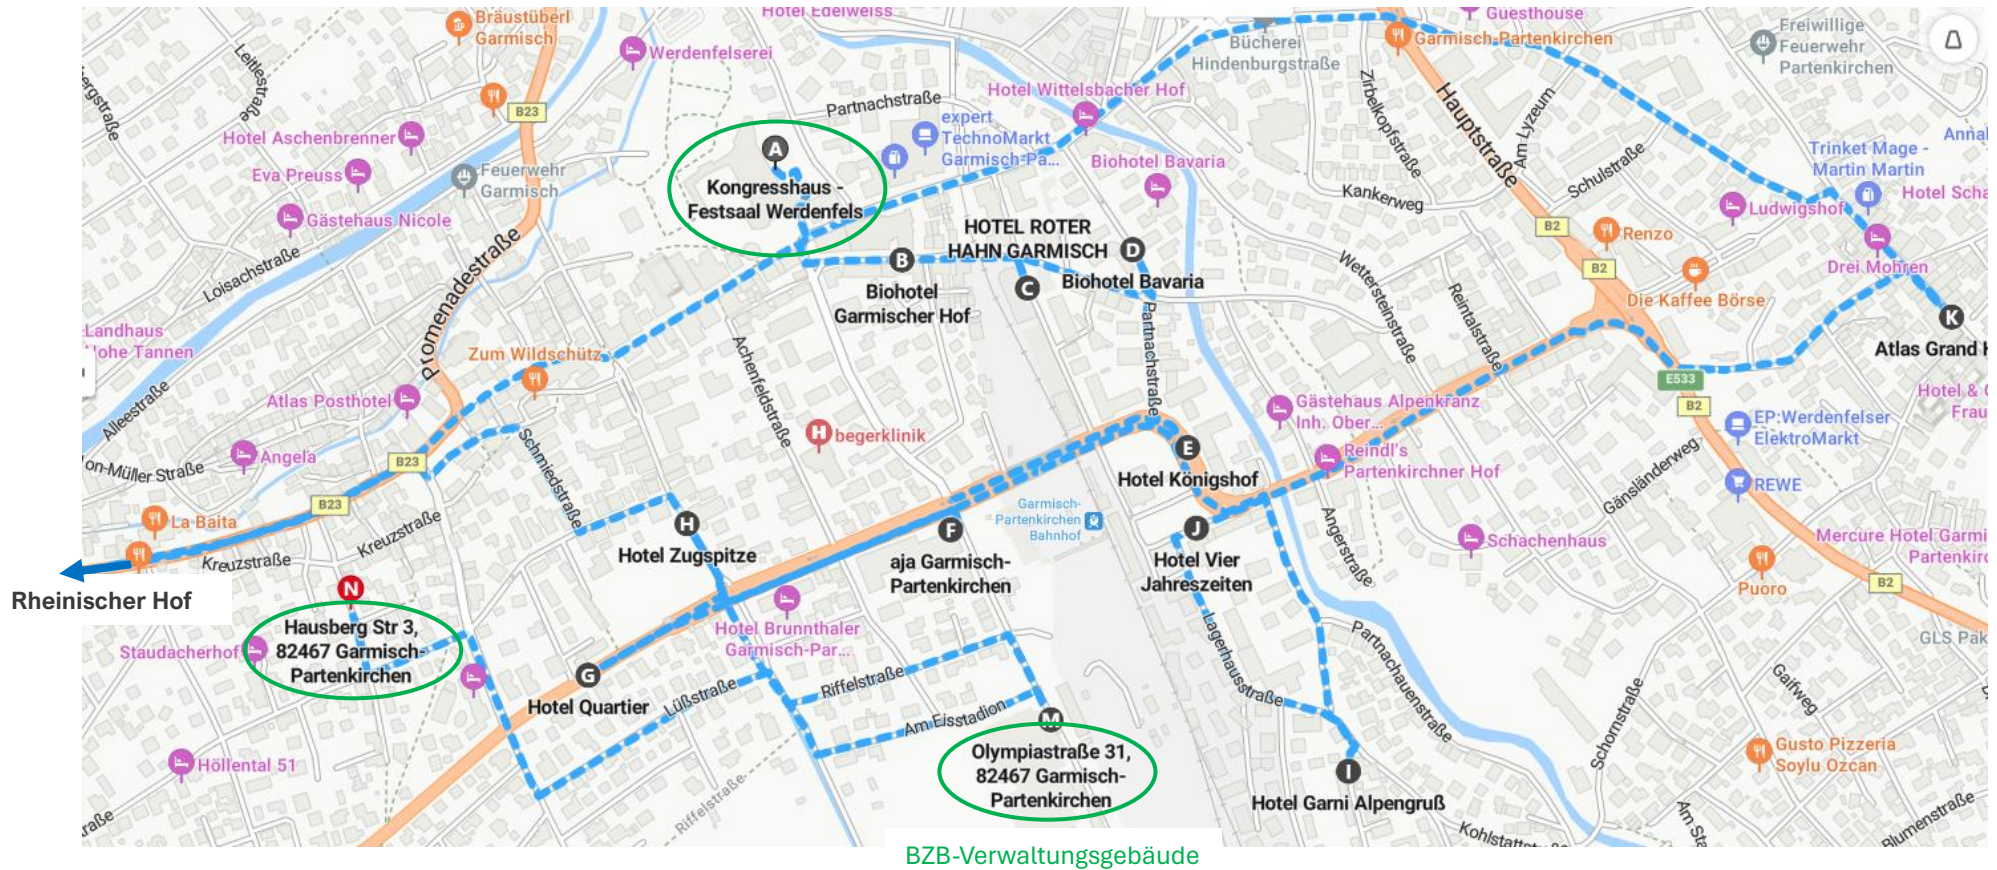 Hotel Edelweiss
Guesthouse
Bräustüberl
Garmisch
Werdenfelserei
Leitlestraße
Bücherei
Hindenburgstraße
Garmisch-Partenkirchen
Freiwillige
Feuerwehr
Partenkirchen
B23
Partnachstraße
Hotel Wittelsbacher Hof
Zirbelkopfstraße
Hauptstraße
Am Lyzeum
Hotel Aschenbrenner
expert
TechnoMarkt
Garmisch-Pa...
Trinket Mage -
Martin Martin
A
Kongresshaus -
Festsaal Werdenfels
Eva Preuss
Feuerwehr
Garmisch
Biohotel Bavaria
Schulstraße
Kankerweg
Gästehaus Nicole
Ludwigshof
HOTEL ROTER
HAHN GARMISCH
D
Biohotel Bavaria
B2
Renzo
Loisachstraße
Promenadestraße
B
Biohotel
Garmischer Hof
C
Wettersteinstraße
Reintalstraße
B2
Die Kaffee Börse
Drei Mohren
K
Landhaus
Partnachstraße
Achenfeldstraße
Zum Wildschütz
Atlas Grand
E533
B2
Alleestraße
Atlas Posthotel
Gästehaus Alpenkranz
Inh. Ober...
Hotel &
EP:Werdenfelser
ElektroMarkt
H
begerklinik
E
Hotel Königshof
Reindl's
Partenkirchner Hof
Gänsländerweg
Angela
B23
Schmiedstraße
REWE
B23
La Baita
Kreuzstraße
Kreuzstraße
H
Hotel Zugspitze
F
aja Garmisch-
Partenkirchen
Garmisch-
Partenkirchen
Bahnhof
J
Hotel Vier
Jahreszeiten
Angerstraße
Schachenhaus
Mercure Hotel Garmi
Puoro
B2
Rheinischer Hof
N
Hausberg Str 3,
82467 Garmisch-
Partenkirchen
Staudacherhof
Hotel Brunnthaler
Garmisch-Par...
Lagerhausstraße
Partnachauenstraße
GLS Pak
G
Hotel Quartier
Lüßstraße
Riffelstraße
Am Eisstadion
M
Olympiastraße 31,
82467 Garmisch-
Partenkirchen
Gaifweg
Schornstraße
Höllental 51
I
Hotel Garni Alpengruß
Gusto Pizzeria
Soylu Ozcan
Riffelstraße
Blumenstraße
BZB-Verwaltungsgebäude